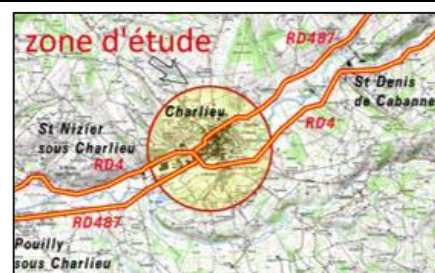 zone d'étude
RD487
Charlieu
St Denis
de Cabanne
St Nizier
sous Charlieu
RD4
RD4
RD487
Pouilly
sous Charlieu